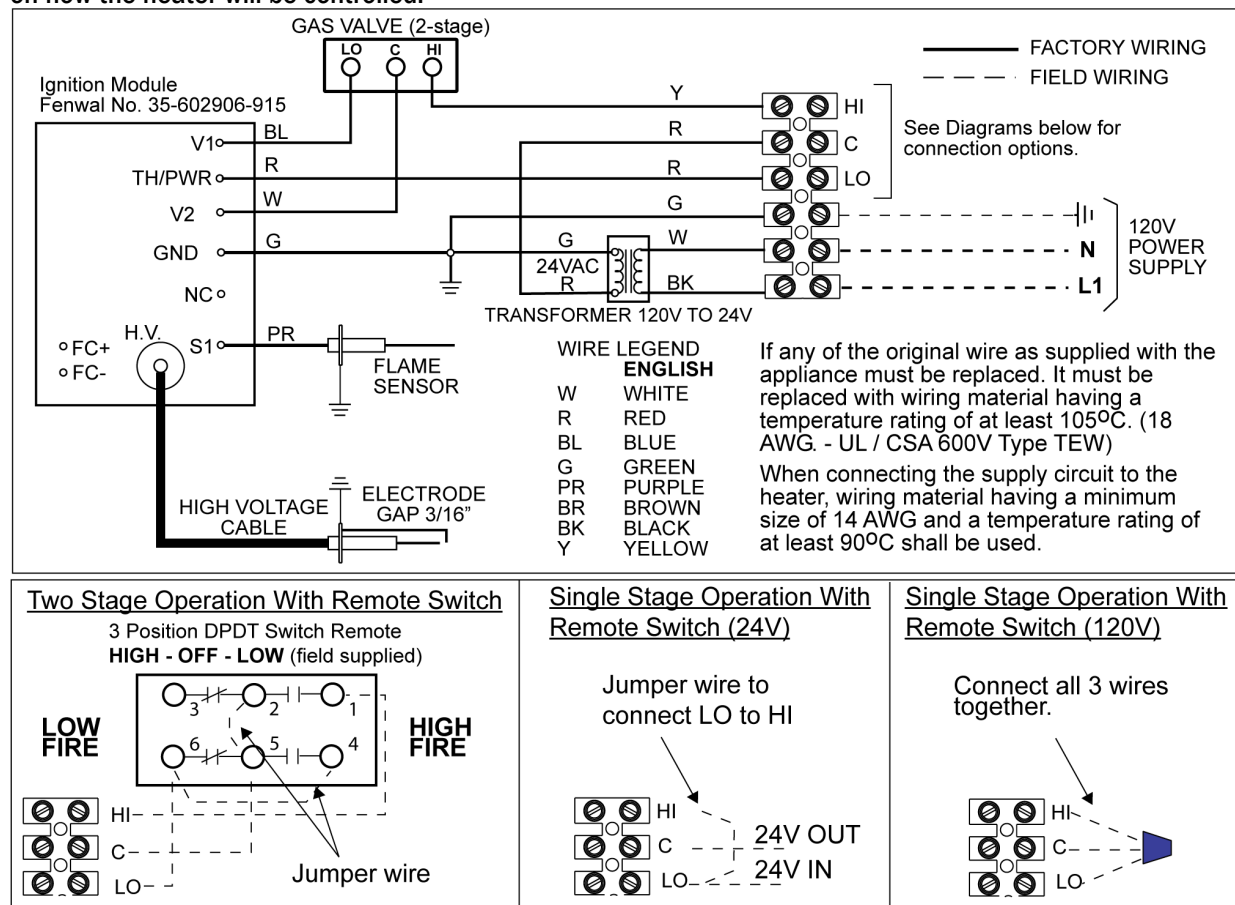 on how the heater will be controlled.
GAS VALVE (2-stage)
LO C HI
FACTORY WIRING
FIELD WIRING
Ignition Module
Fenwal No. 35-602906-915
V1 BL
TH/PWR R
V2 W
GND G
NC
S1 PR
H.V.
FC+
FC-
Y HI
R C
R LO
G
W
BK
See Diagrams below for
connection options.
G
24VAC
R
TRANSFORMER 120V TO 24V
N
L1
120V
POWER
SUPPLY
FLAME
SENSOR
HIGH VOLTAGE
CABLE
ELECTRODE
GAP 3/16”
WIRE LEGEND
ENGLISH
W WHITE
R RED
BL BLUE
G GREEN
PR PURPLE
BR BROWN
BK BLACK
Y YELLOW
If any of the original wire as supplied with the
appliance must be replaced. It must be
replaced with wiring material having a
temperature rating of at least 105ºC. (18
AWG. - UL / CSA 600V Type TEW)
When connecting the supply circuit to the
heater, wiring material having a minimum
size of 14 AWG and a temperature rating of
at least 90ºC shall be used.
Two Stage Operation With Remote Switch
3 Position DPDT Switch Remote
HIGH - OFF - LOW (field supplied)
3 2 1
6 5 4
LOW
FIRE
HIGH
FIRE
HI
C
LO
Jumper wire
Single Stage Operation With
Remote Switch (24V)
Jumper wire to
connect LO to HI
HI
C
LO
24V OUT
24V IN
Single Stage Operation With
Remote Switch (120V)
Connect all 3 wires
together.
HI
C
LO